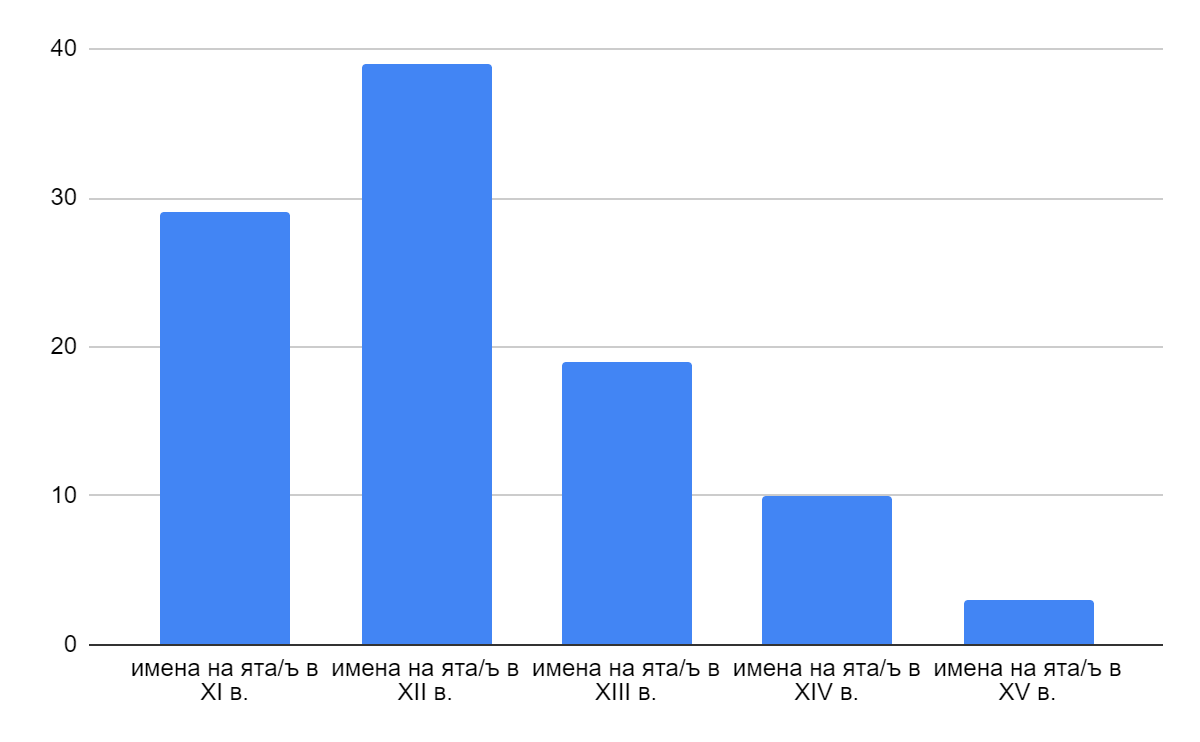 40
30
20
10
0
имена на ята/ъ в
XI в.
имена на ята/ъ в
XII в.
имена на ята/ъ в
XIII в.
имена на ята/ъ в
XIV в.
имена на ята/ъ в
XV в.